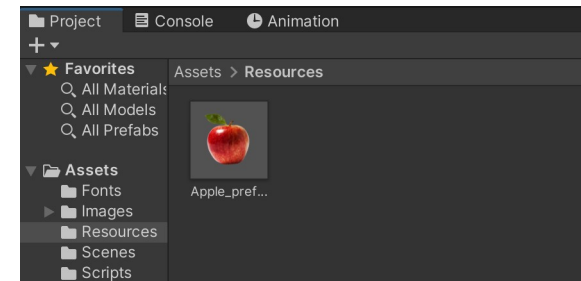 Project Console Animation
Favorites
All Materials
All Models
All Prefabs
Assets
Fonts
Images
Resources
Scenes
Scripts
Assets > Resources
Apple_pref...